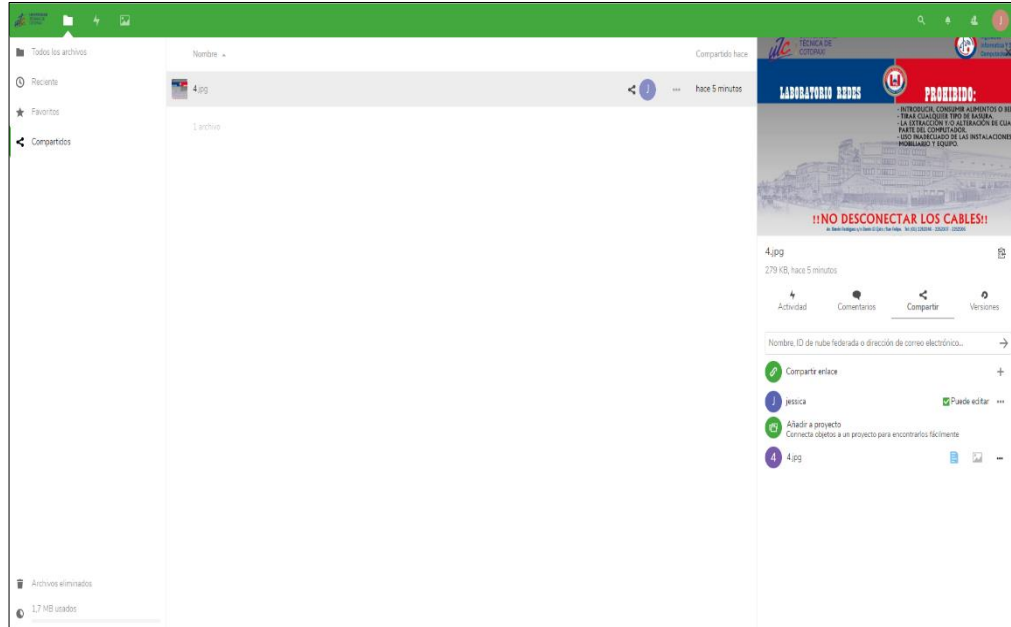 J
Todos los archivos
Reciente
Favoritos
Compartidos
Archivos eliminados
1,7 MB usados
Nombre
Compartido hace
4.jpg
J
hace 5 minutos
1 archivo
utc
TÉCNICA DE
COTOPAXI
LABORATORIO REDES
PROHIBIDO:
- INTRODUCIR, CONSUMIR ALIMENTOS O
- TIRAR CUALQUIER TIPO DE BASURA.
- LA EXTRACCIÓN Y/O ALTERACIÓN DE
PARTE DEL COMPUTADOR.
- USO INADECUADO DE LAS INSTALACIONES
MOBILIARIO Y EQUIPO.
!!NO DESCONECTAR LOS CABLES!!
4.jpg
279 KB, hace 5 minutos
Actividad
Comentarios
Compartir
Versiones
Nombre, ID de nube federada o dirección de correo electrónico...
Compartir enlace
J
jessica
Puede editar
Añadir a proyecto
Connecta objetos a un proyecto para encontrarlos fácilmente
4
4.jpg